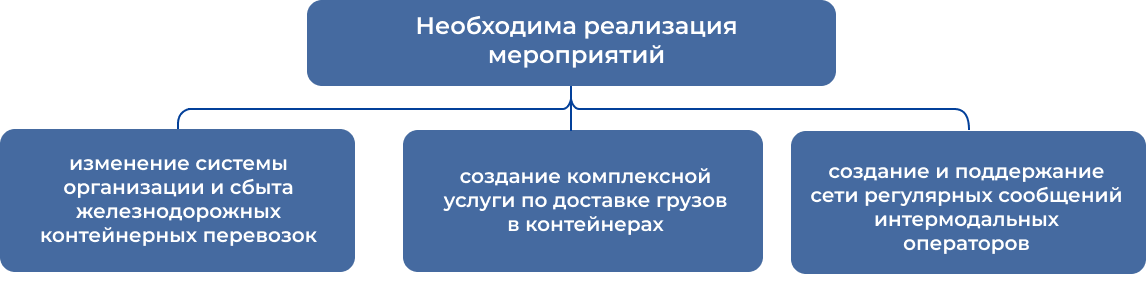 Необходима реализация
мероприятий
изменение системы
организации и сбыта
железнодорожных
контейнерных перевозок
создание комплексной
услуги по доставке грузов
в контейнерах
создание и поддержание
сети регулярных сообщений
интермодальных
операторов